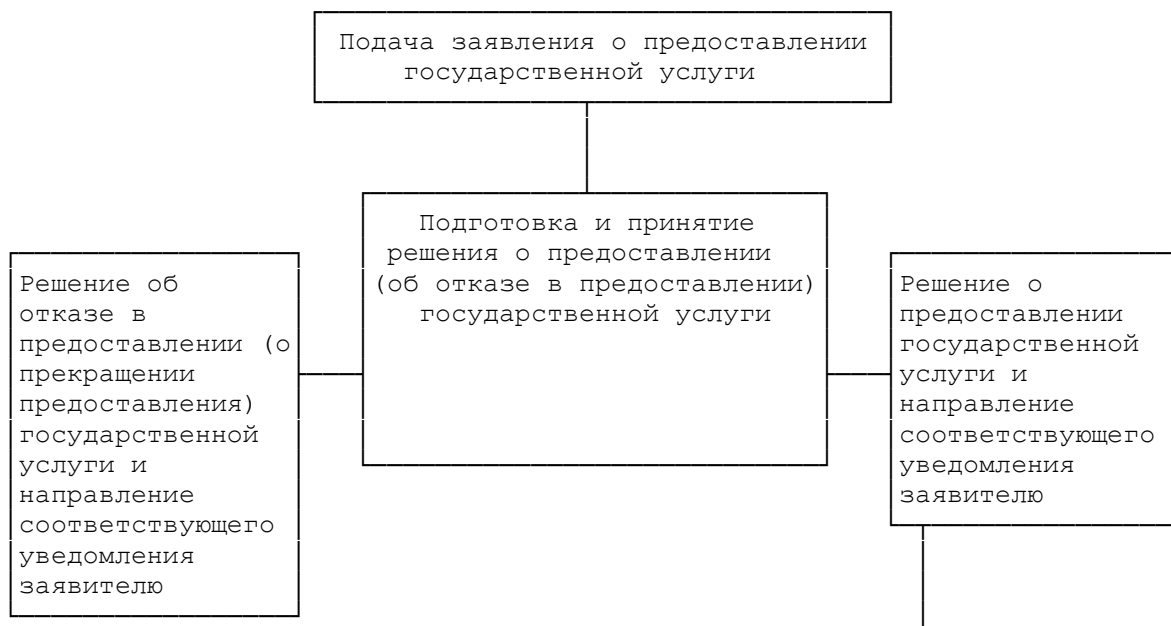 Подача заявления о предоставлении
государственной услуги
Подготовка и принятие
решения о предоставлении
(об отказе в предоставлении)
государственной услуги
Решение об
отказе в
предоставлении (о
прекращении
предоставления)
государственной
услуги и
направление
соответствующего
уведомления
заявителю
Решение о
предоставлении
государственной
услуги и
направление
соответствующего
уведомления
заявителю